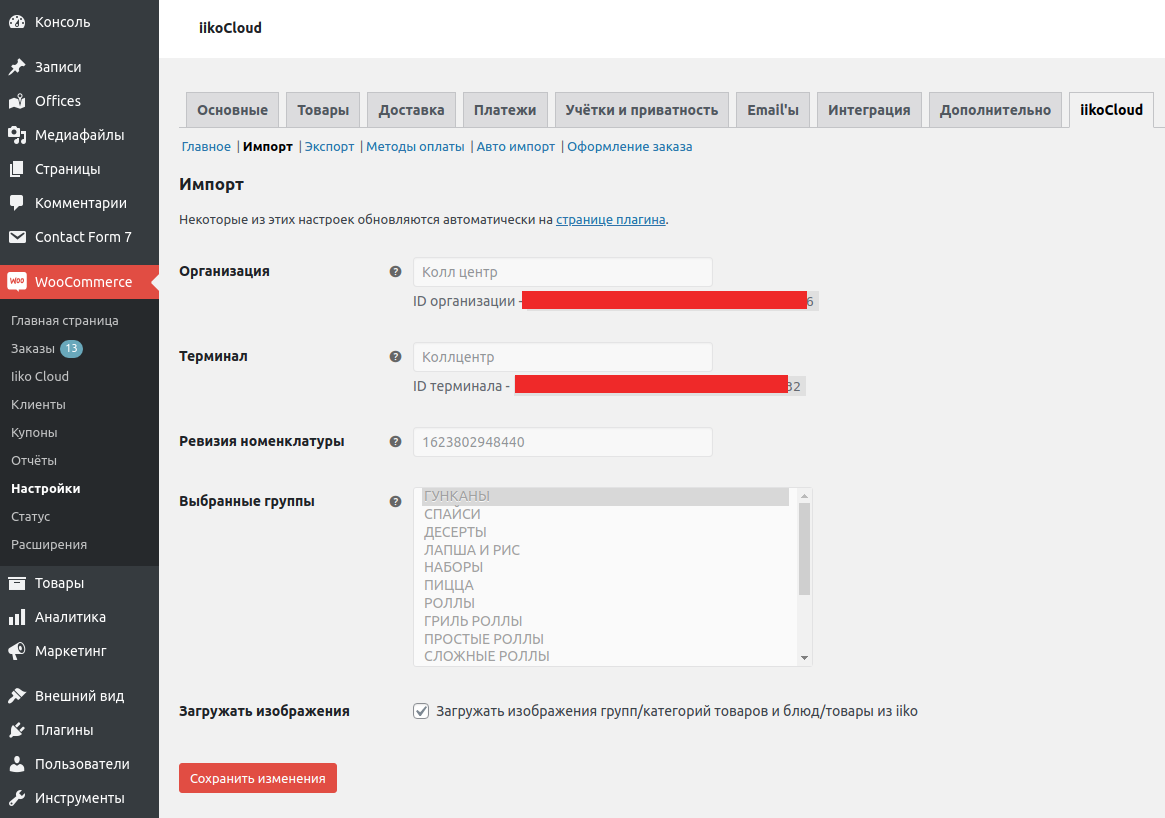 iikoCloud
Консоль
Записи
Offices
Медиафайлы
Страницы
Комментарии
Contact Form 7
WooCommerce
Главная страница
Заказы 13
Iiko Cloud
Клиенты
Купоны
Отчёты
Настройки
Статус
Расширения
Товары
Аналитика
Маркетинг
Внешний вид
Плагины
Пользователи
Инструменты
Основные Товары Доставка Платежи Учётки и приватность Email'ы Интеграция Дополнительно iikoCloud
Главное | Импорт | Экспорт | Методы оплаты | Авто импорт | Оформление заказа
Импорт
Некоторые из этих настроек обновляются автоматически на странице плагина.
Организация ? Колл центр
ID организации - 6
Терминал ? Коллцентр
ID терминала - 32
Ревизия номенклатуры ? 1623802948440
Выбранные группы ? ГУНКАНЫ
СПАЙСИ
ДЕСЕРТЫ
ЛАПША И РИС
НАБОРЫ
ПИЦЦА
РОЛЛЫ
ГРИЛЬ РОЛЛЫ
ПРОСТЫЕ РОЛЛЫ
СЛОЖНЫЕ РОЛЛЫ
Загружать изображения Загружать изображения групп/категорий товаров и блюд/товары из iiko
Сохранить изменения